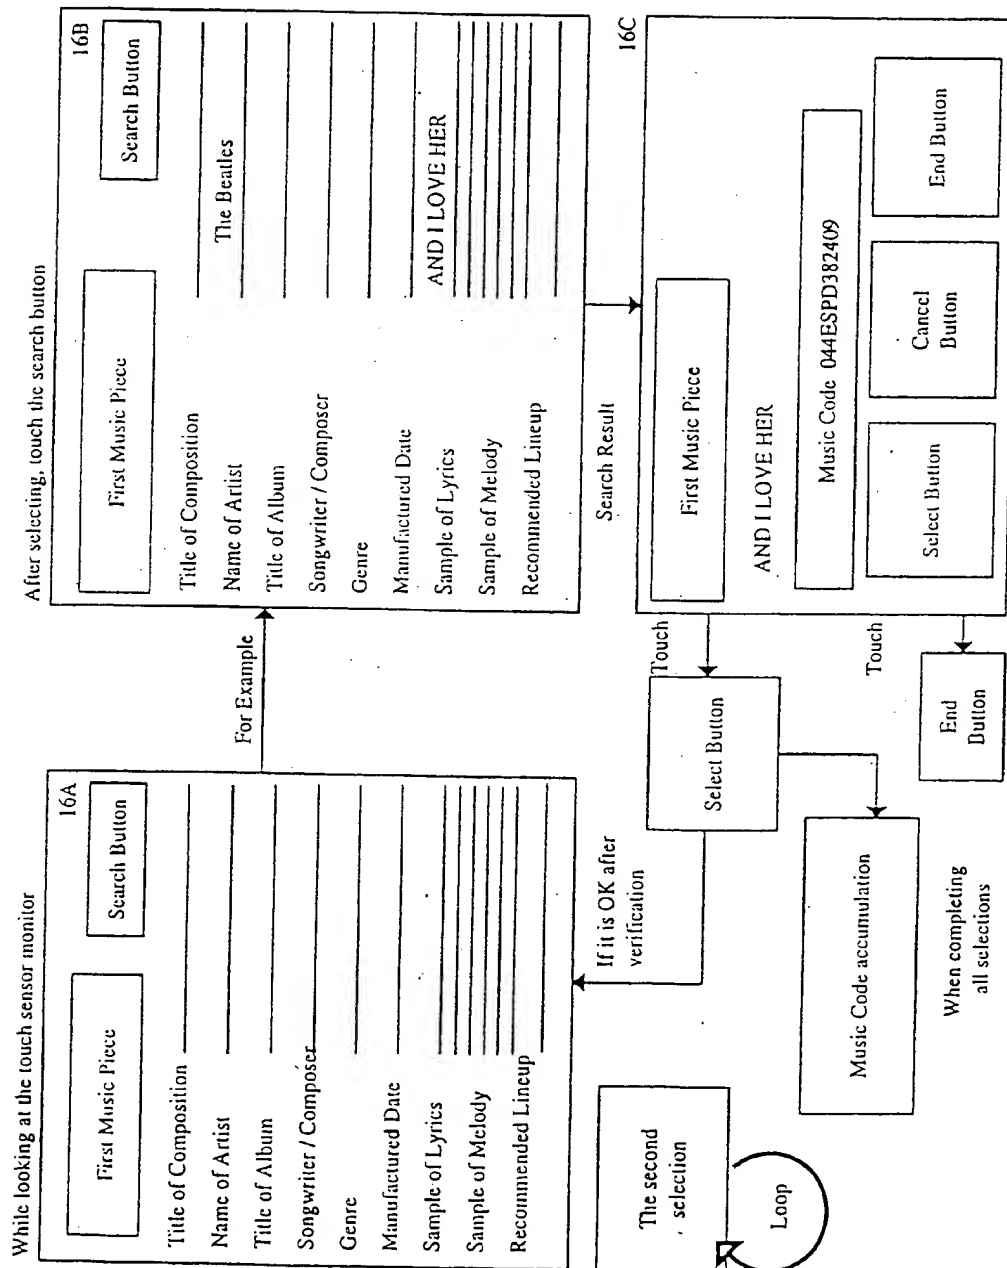 While looking at the touch sensor monitor
16A
First Music Piece
Search Button
Title of Composition
Name of Artist
Title of Album
Songwriter / Composer
Genre
Manufactured Date
Sample of Lyrics
Sample of Melody
Recommended Lineup
For Example
After selecting, touch the search button
16B
First Music Piece
Search Button
Title of Composition
Name of Artist
The Beatles
Title of Album
Songwriter / Composer
Genre
Manufactured Date
Sample of Lyrics
AND I LOVE HER
Sample of Melody
Recommended Lineup
Search Result
16C
First Music Piece
AND I LOVE HER
Music Code 044ESPD382409
Select Button
Cancel
Button
End Button
Touch
Select Button
Touch
End
Button
If it is OK after
verification
Music Code accumulation
When completing
all selections
The second
selection
Loop